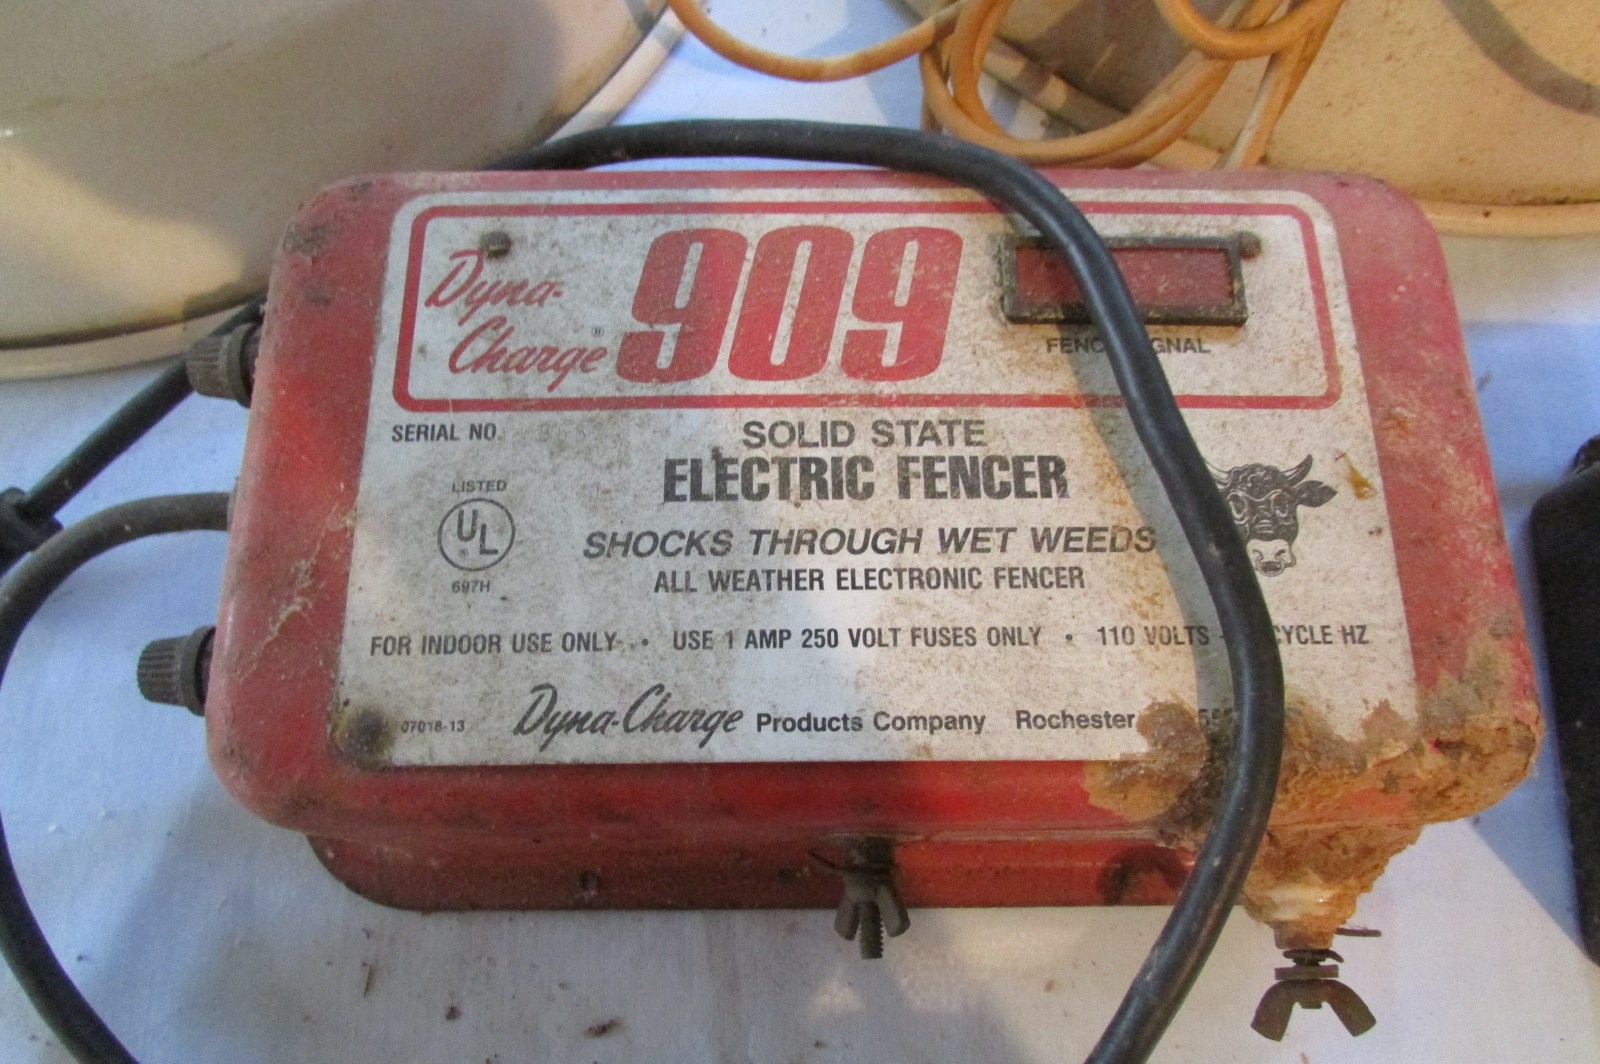 Dyna-
Charge® 909
FENC GNAL
SERIAL NO.
SOLID STATE
ELECTRIC FENCER
LISTED
UL ®
697H
SHOCKS THROUGH WET WEEDS
ALL WEATHER ELECTRONIC FENCER
FOR INDOOR USE ONLY • USE 1 AMP 250 VOLT FUSES ONLY • 110 VOLTS - CYCLE HZ
07018-13 Dyna-Charge Products Company Rochester